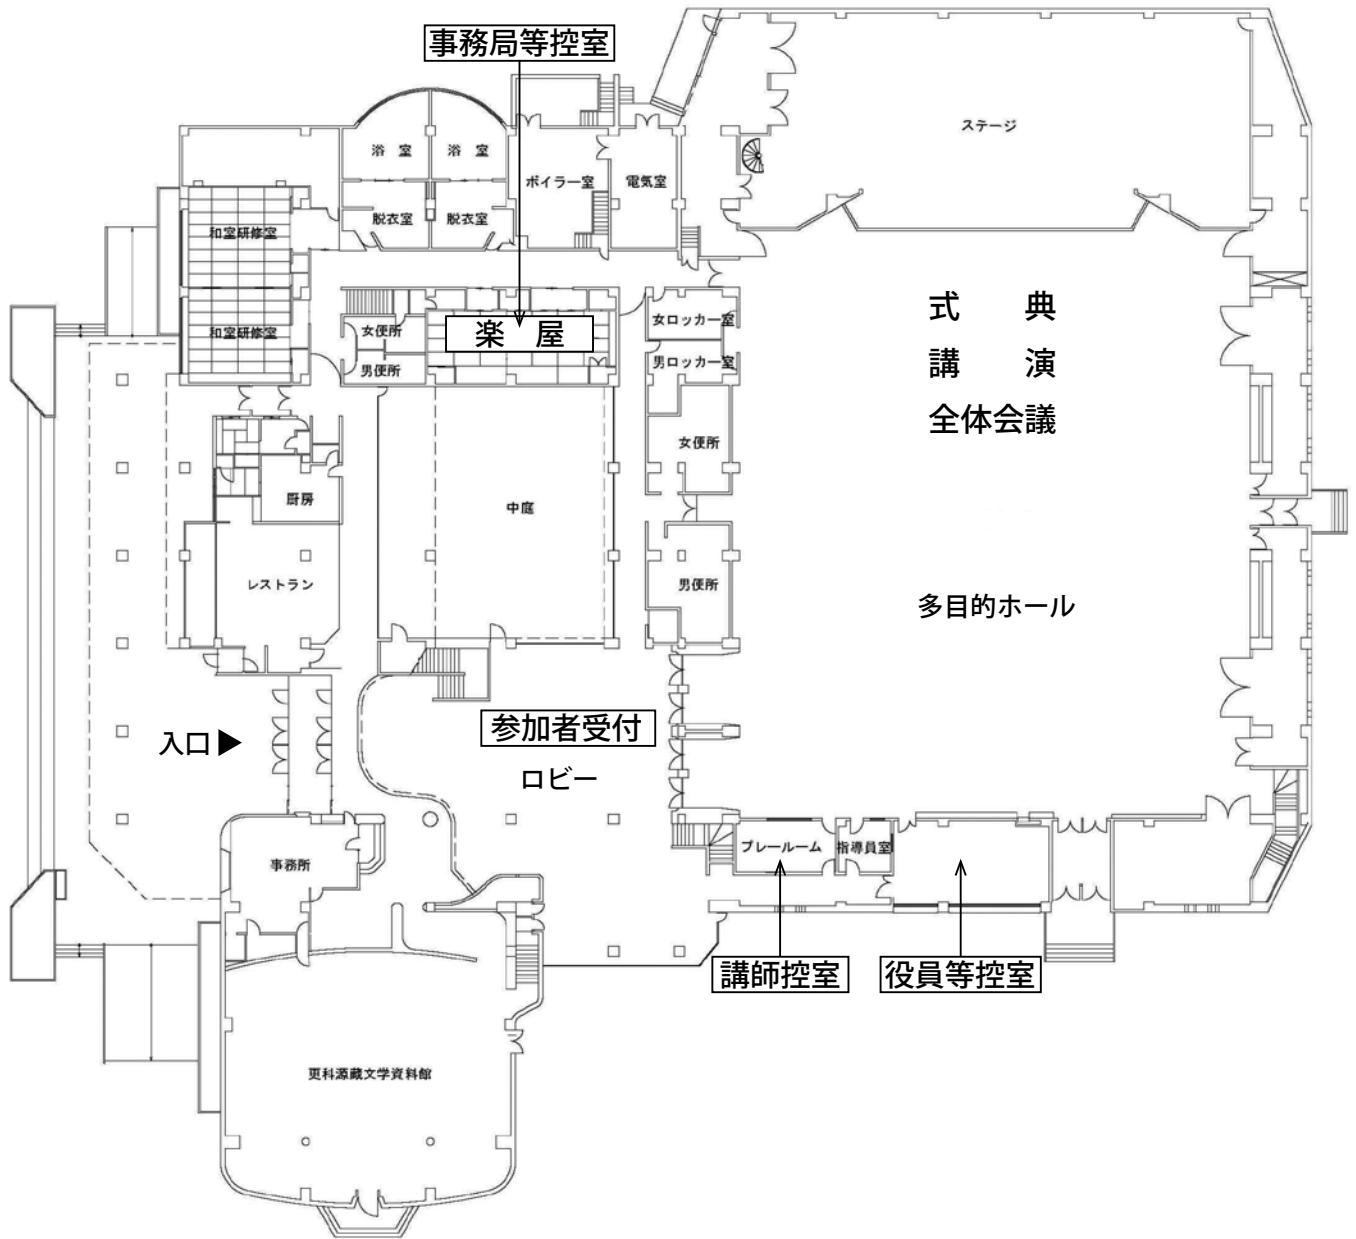 事務局等控室
ステージ
浴 室
浴 室
ボイラー室
電気室
脱衣室
脱衣室
和室研修室
和室研修室
女便所
男便所
楽 屋
女ロッカー室
男ロッカー室
式 典
講 演
全体会議
女便所
厨房
中庭
レストラン
男便所
多目的ホール
参加者受付
入口▶
ロビー
事務所
プレールーム
指導員室
講師控室
役員等控室
更科源蔵文学資料館